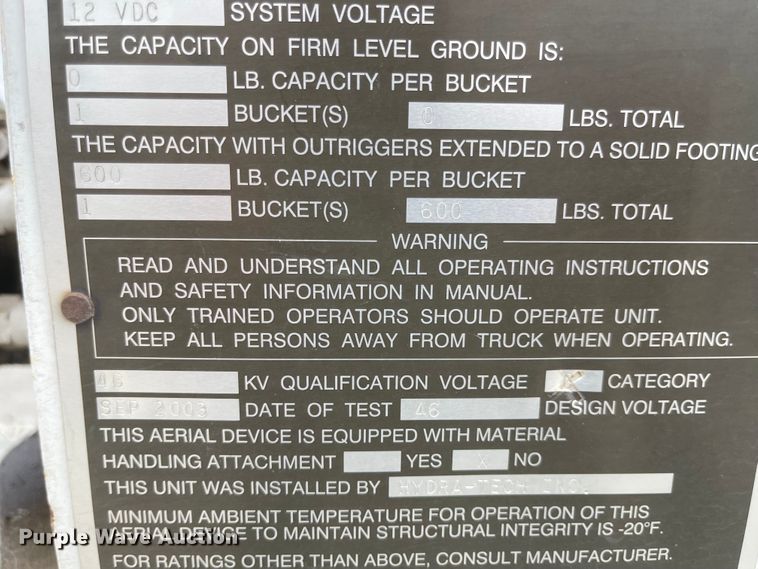 12 VDC SYSTEM VOLTAGE
THE CAPACITY ON FIRM LEVEL GROUND IS:
0 LB. CAPACITY PER BUCKET
1 BUCKET(S) 0 LBS. TOTAL
THE CAPACITY WITH OUTRIGGERS EXTENDED TO A SOLID FOOTING
600 LB. CAPACITY PER BUCKET
1 BUCKET(S) 600 LBS. TOTAL
WARNING
READ AND UNDERSTAND ALL OPERATING INSTRUCTIONS
AND SAFETY INFORMATION IN MANUAL.
ONLY TRAINED OPERATORS SHOULD OPERATE UNIT.
KEEP ALL PERSONS AWAY FROM TRUCK WHEN OPERATING.
46 KV QUALIFICATION VOLTAGE CATEGORY
SEP 2003 DATE OF TEST 46 DESIGN VOLTAGE
THIS AERIAL DEVICE IS EQUIPPED WITH MATERIAL
HANDLING ATTACHMENT YES X NO
THIS UNIT WAS INSTALLED BY HYDRA-TECH INC.
MINIMUM AMBIENT TEMPERATURE FOR OPERATION OF THIS
DEVICE TO MAINTAIN STRUCTURAL INTEGRITY IS -20°F.
FOR RATINGS OTHER THAN ABOVE, CONSULT MANUFACTURER.
Purple Wave Auction